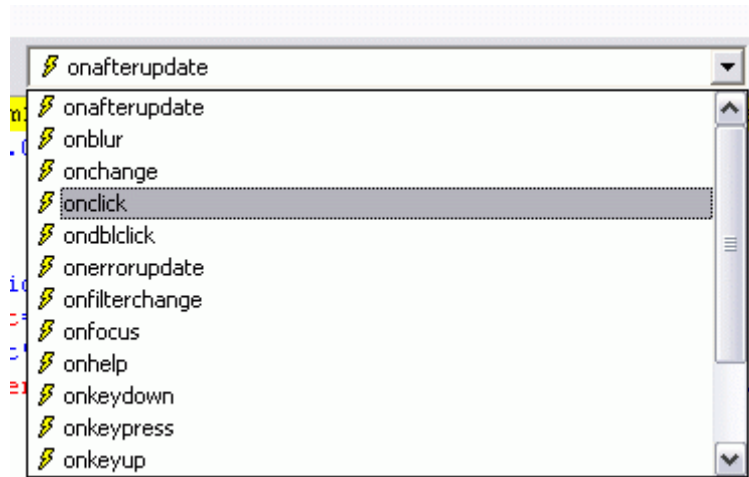 onafterupdate
onafterupdate
onblur
onchange
onclick
ondblclick
onerrorupdate
onfilterchange
onfocus
onhelp
onkeydown
onkeypress
onkeyup